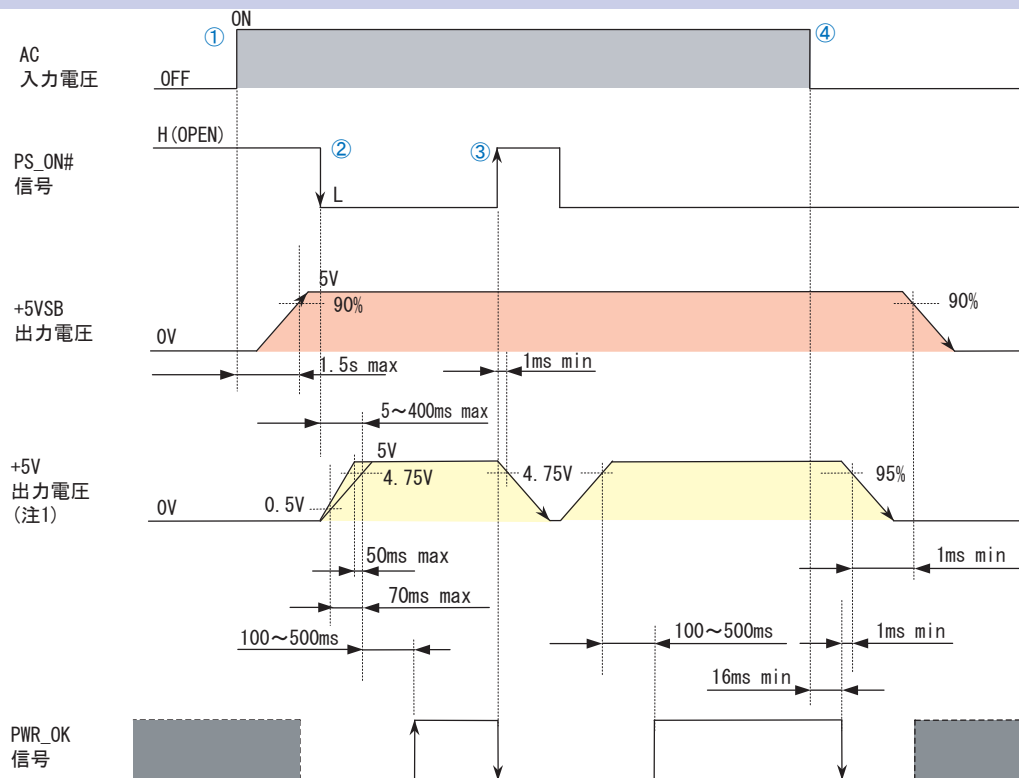 ON
①
④
AC
入力電圧
OFF
H(OPEN)
②
③
PS_ON#
信号
L
5V
90%
90%
+5VSB
出力電圧
0V
1.5s max
1ms min
5～400ms max
5V
+5V
出力電圧
(注1)
4.75V
4.75V
95%
0.5V
0V
50ms max
1ms min
70ms max
100～500ms
100～500ms
1ms min
16ms min
PWR_OK
信号